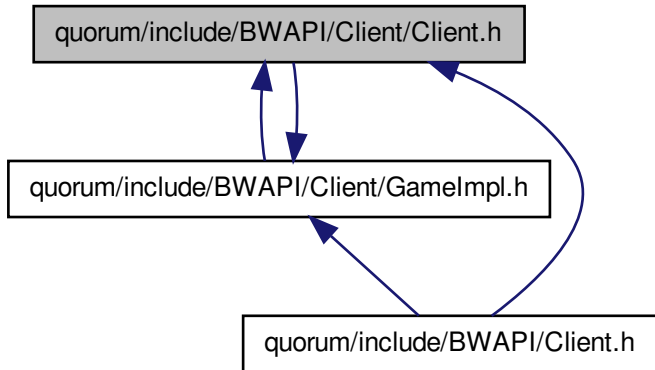 quorum/include/BWAPI/Client/Client.h
quorum/include/BWAPI/Client/GameImpl.h
quorum/include/BWAPI/Client.h